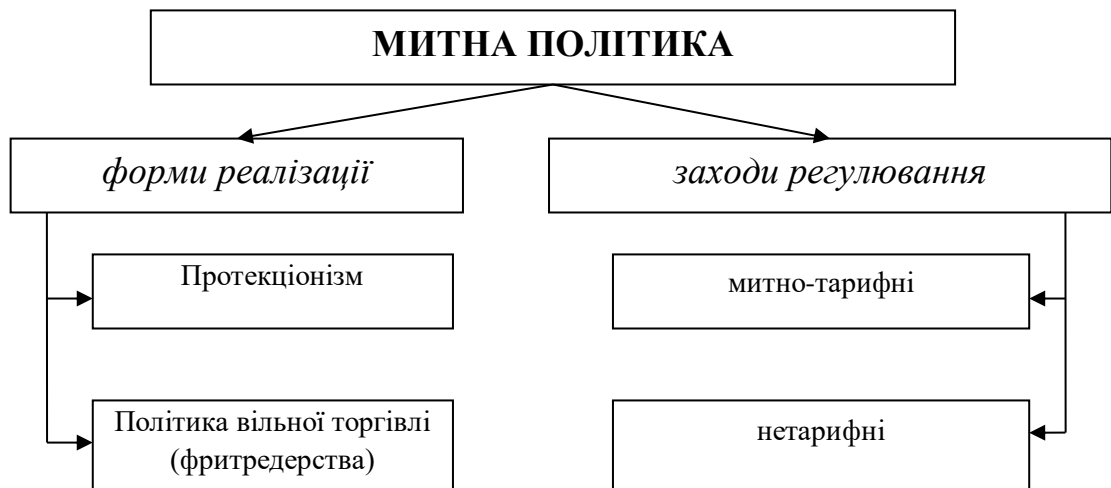 МИТНА ПОЛІТИКА
форми реалізації
заходи регулювання
Протекціонізм
митно-тарифні
Політика вільної торгівлі
(фритредерства)
нетарифні